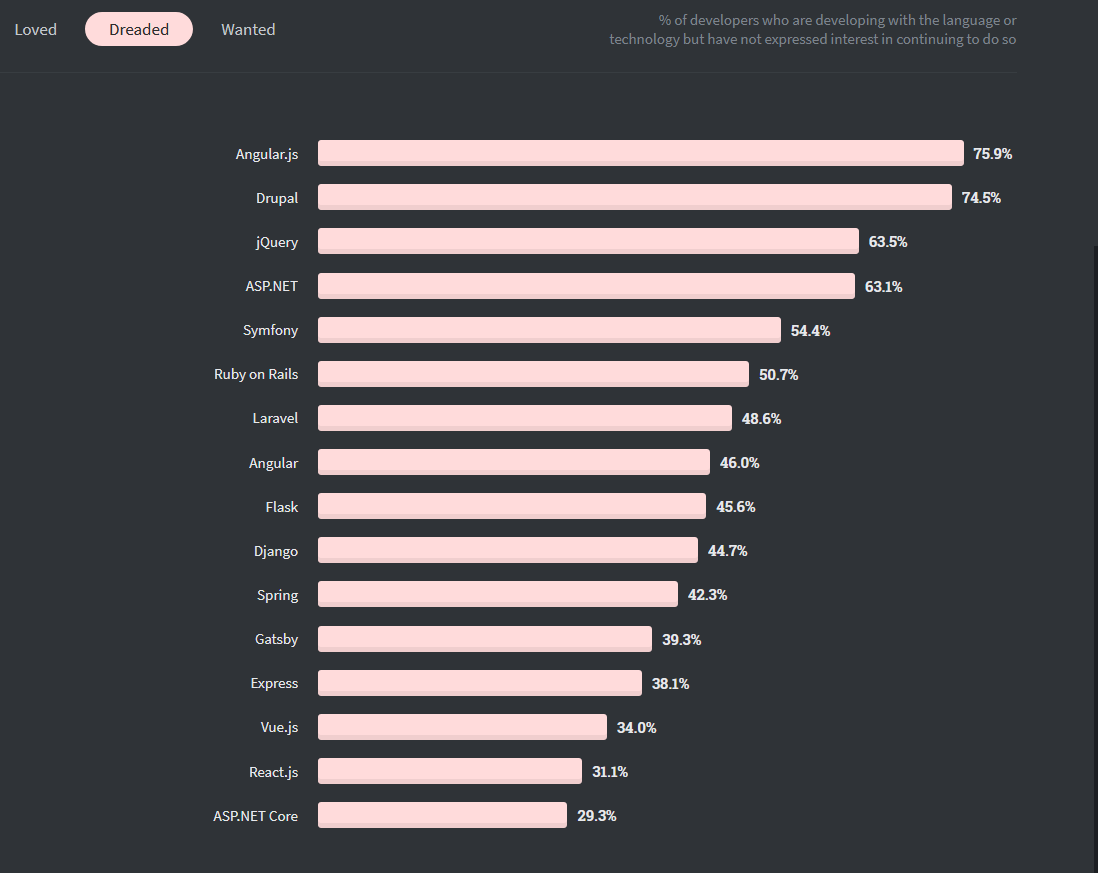 Loved Dreaded Wanted
% of developers who are developing with the language or
technology but have not expressed interest in continuing to do so
Angular.js 75.9%
Drupal 74.5%
jQuery 63.5%
ASP.NET 63.1%
Symfony 54.4%
Ruby on Rails 50.7%
Laravel 48.6%
Angular 46.0%
Flask 45.6%
Django 44.7%
Spring 42.3%
Gatsby 39.3%
Express 38.1%
Vue.js 34.0%
React.js 31.1%
ASP.NET Core 29.3%